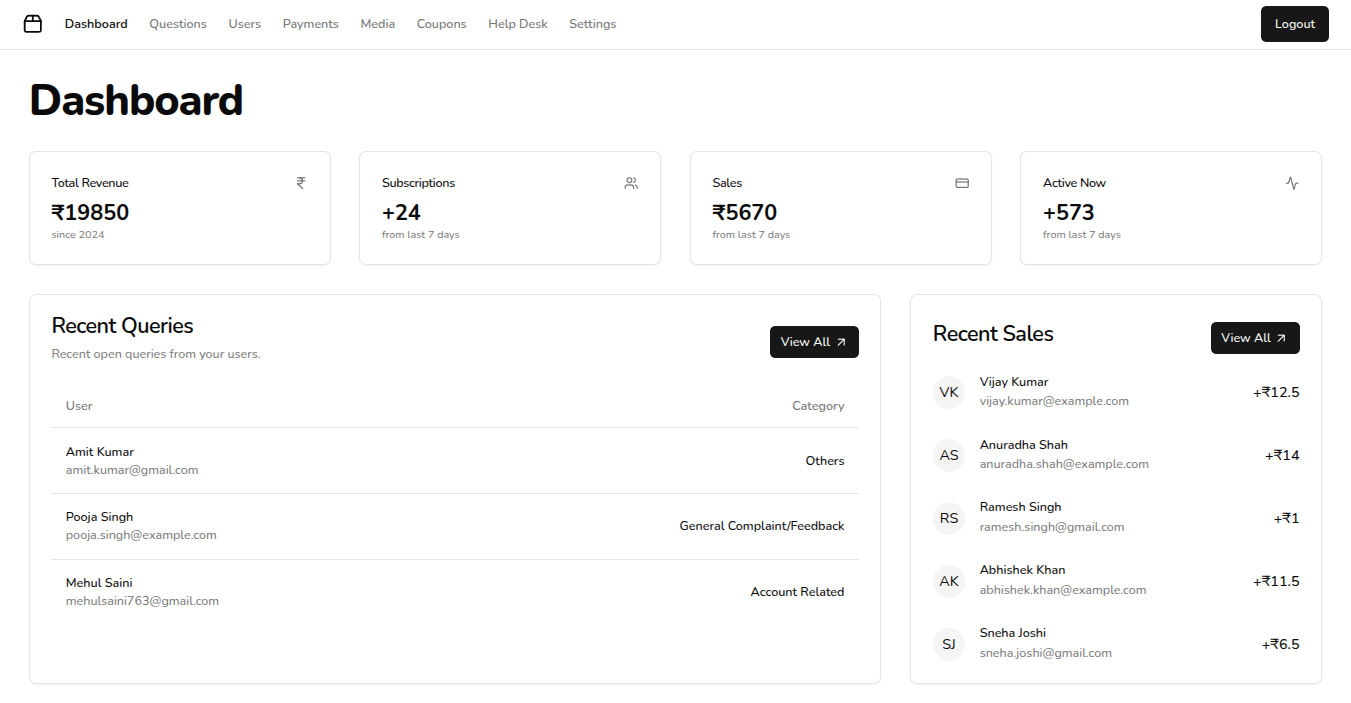 Dashboard Questions Users Payments Media Coupons Help Desk Settings Logout
Dashboard
Total Revenue
₹19850
since 2024
Subscriptions
+24
from last 7 days
Sales
₹5670
from last 7 days
Active Now
+573
from last 7 days
Recent Queries
Recent open queries from your users.
View All
User Category
Amit Kumar
amit.kumar@gmail.com
Others
Pooja Singh
pooja.singh@example.com
General Complaint/Feedback
Mehul Saini
mehulsaini763@gmail.com
Account Related
Recent Sales
View All
VK
Vijay Kumar
vijay.kumar@example.com
+₹12.5
AS
Anuradha Shah
anuradha.shah@example.com
+₹14
RS
Ramesh Singh
ramesh.singh@gmail.com
+₹1
AK
Abhishek Khan
abhishek.khan@example.com
+₹11.5
SJ
Sneha Joshi
sneha.joshi@gmail.com
+₹6.5